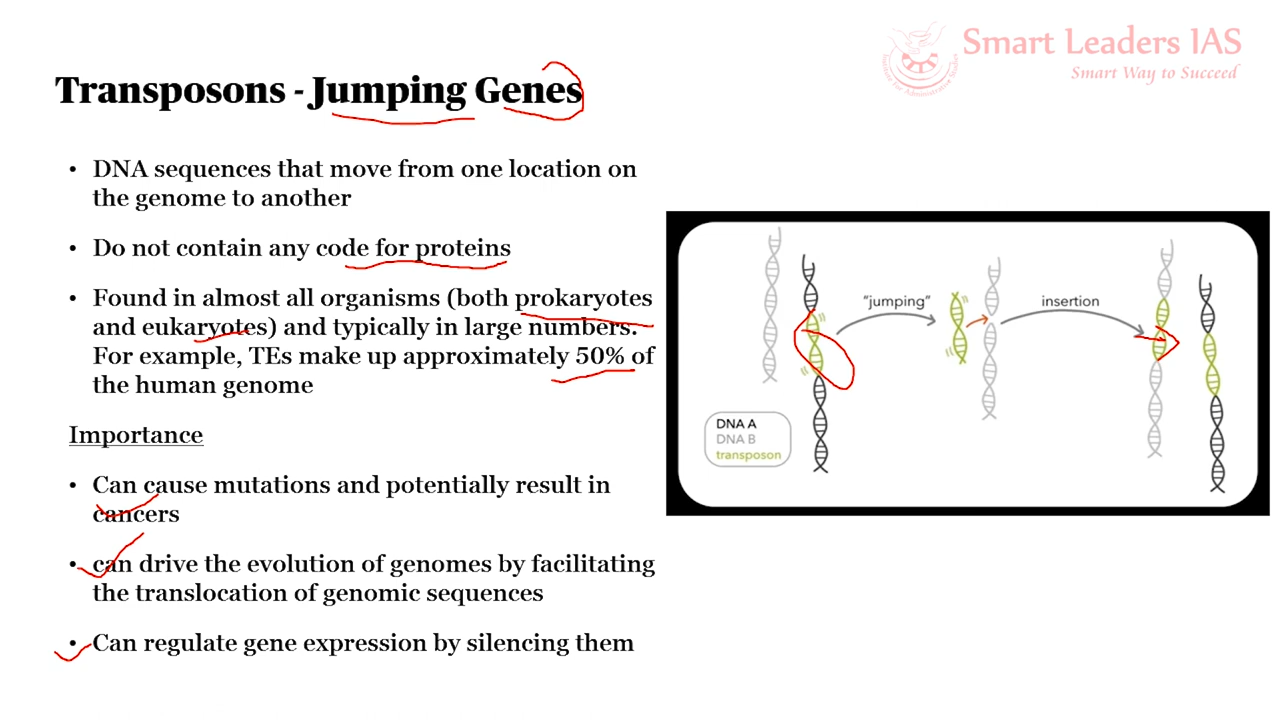 Smart Leaders IAS
Smart Way to Succeed
Transposons - Jumping Genes
• DNA sequences that move from one location on
the genome to another
• Do not contain any code for proteins
• Found in almost all organisms (both prokaryotes
and eukaryotes) and typically in large numbers.
For example, TEs make up approximately 50% of
the human genome
Importance
• Can cause mutations and potentially result in
cancers
• can drive the evolution of genomes by facilitating
the translocation of genomic sequences
• Can regulate gene expression by silencing them
"jumping"
insertion
DNA A
DNA B
transposon